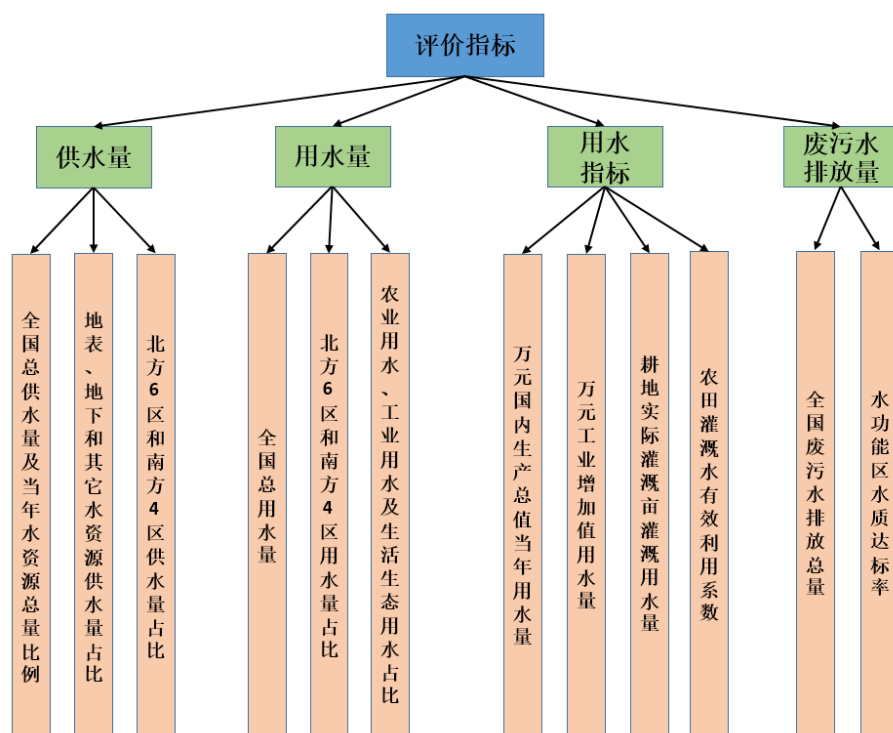 评价指标
供水量
用水量
用水
指标
废污水
排放量
全国总供水量及当年水资源总量比例
地表、地下和其它水资源供水量占比
北方6区和南方4区供水量占比
全国总用水量
北方6区和南方4区用水量占比
农业用水、工业用水及生活生态用水占比
万元国内生产总值当年用水量
万元工业增加值用水量
耕地实际灌溉亩灌溉用水量
农田灌溉水有效利用系数
全国废污水排放总量
水功能区水质达标率